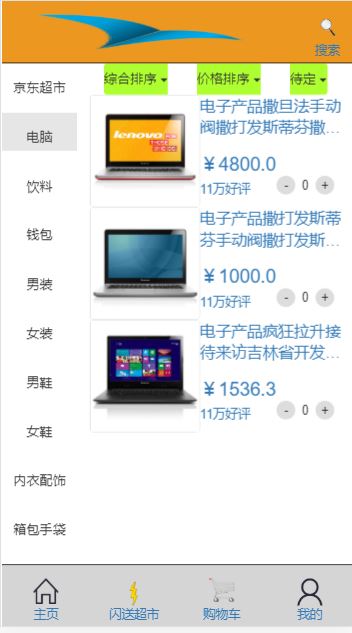 搜索
京东超市
电脑
饮料
钱包
男装
女装
男鞋
女鞋
内衣配饰
箱包手袋
综合排序
价格排序
待定
lenovo
电子产品撒旦法手动
阀撒打发斯蒂芬撒...
￥4800.0
11万好评
- 0 +
电子产品撒打发斯蒂
芬手动阀撒打发斯...
￥1000.0
11万好评
- 0 +
电子产品疯狂拉升接
待来访吉林省开发...
￥1536.3
11万好评
- 0 +
主页
闪送超市
购物车
我的